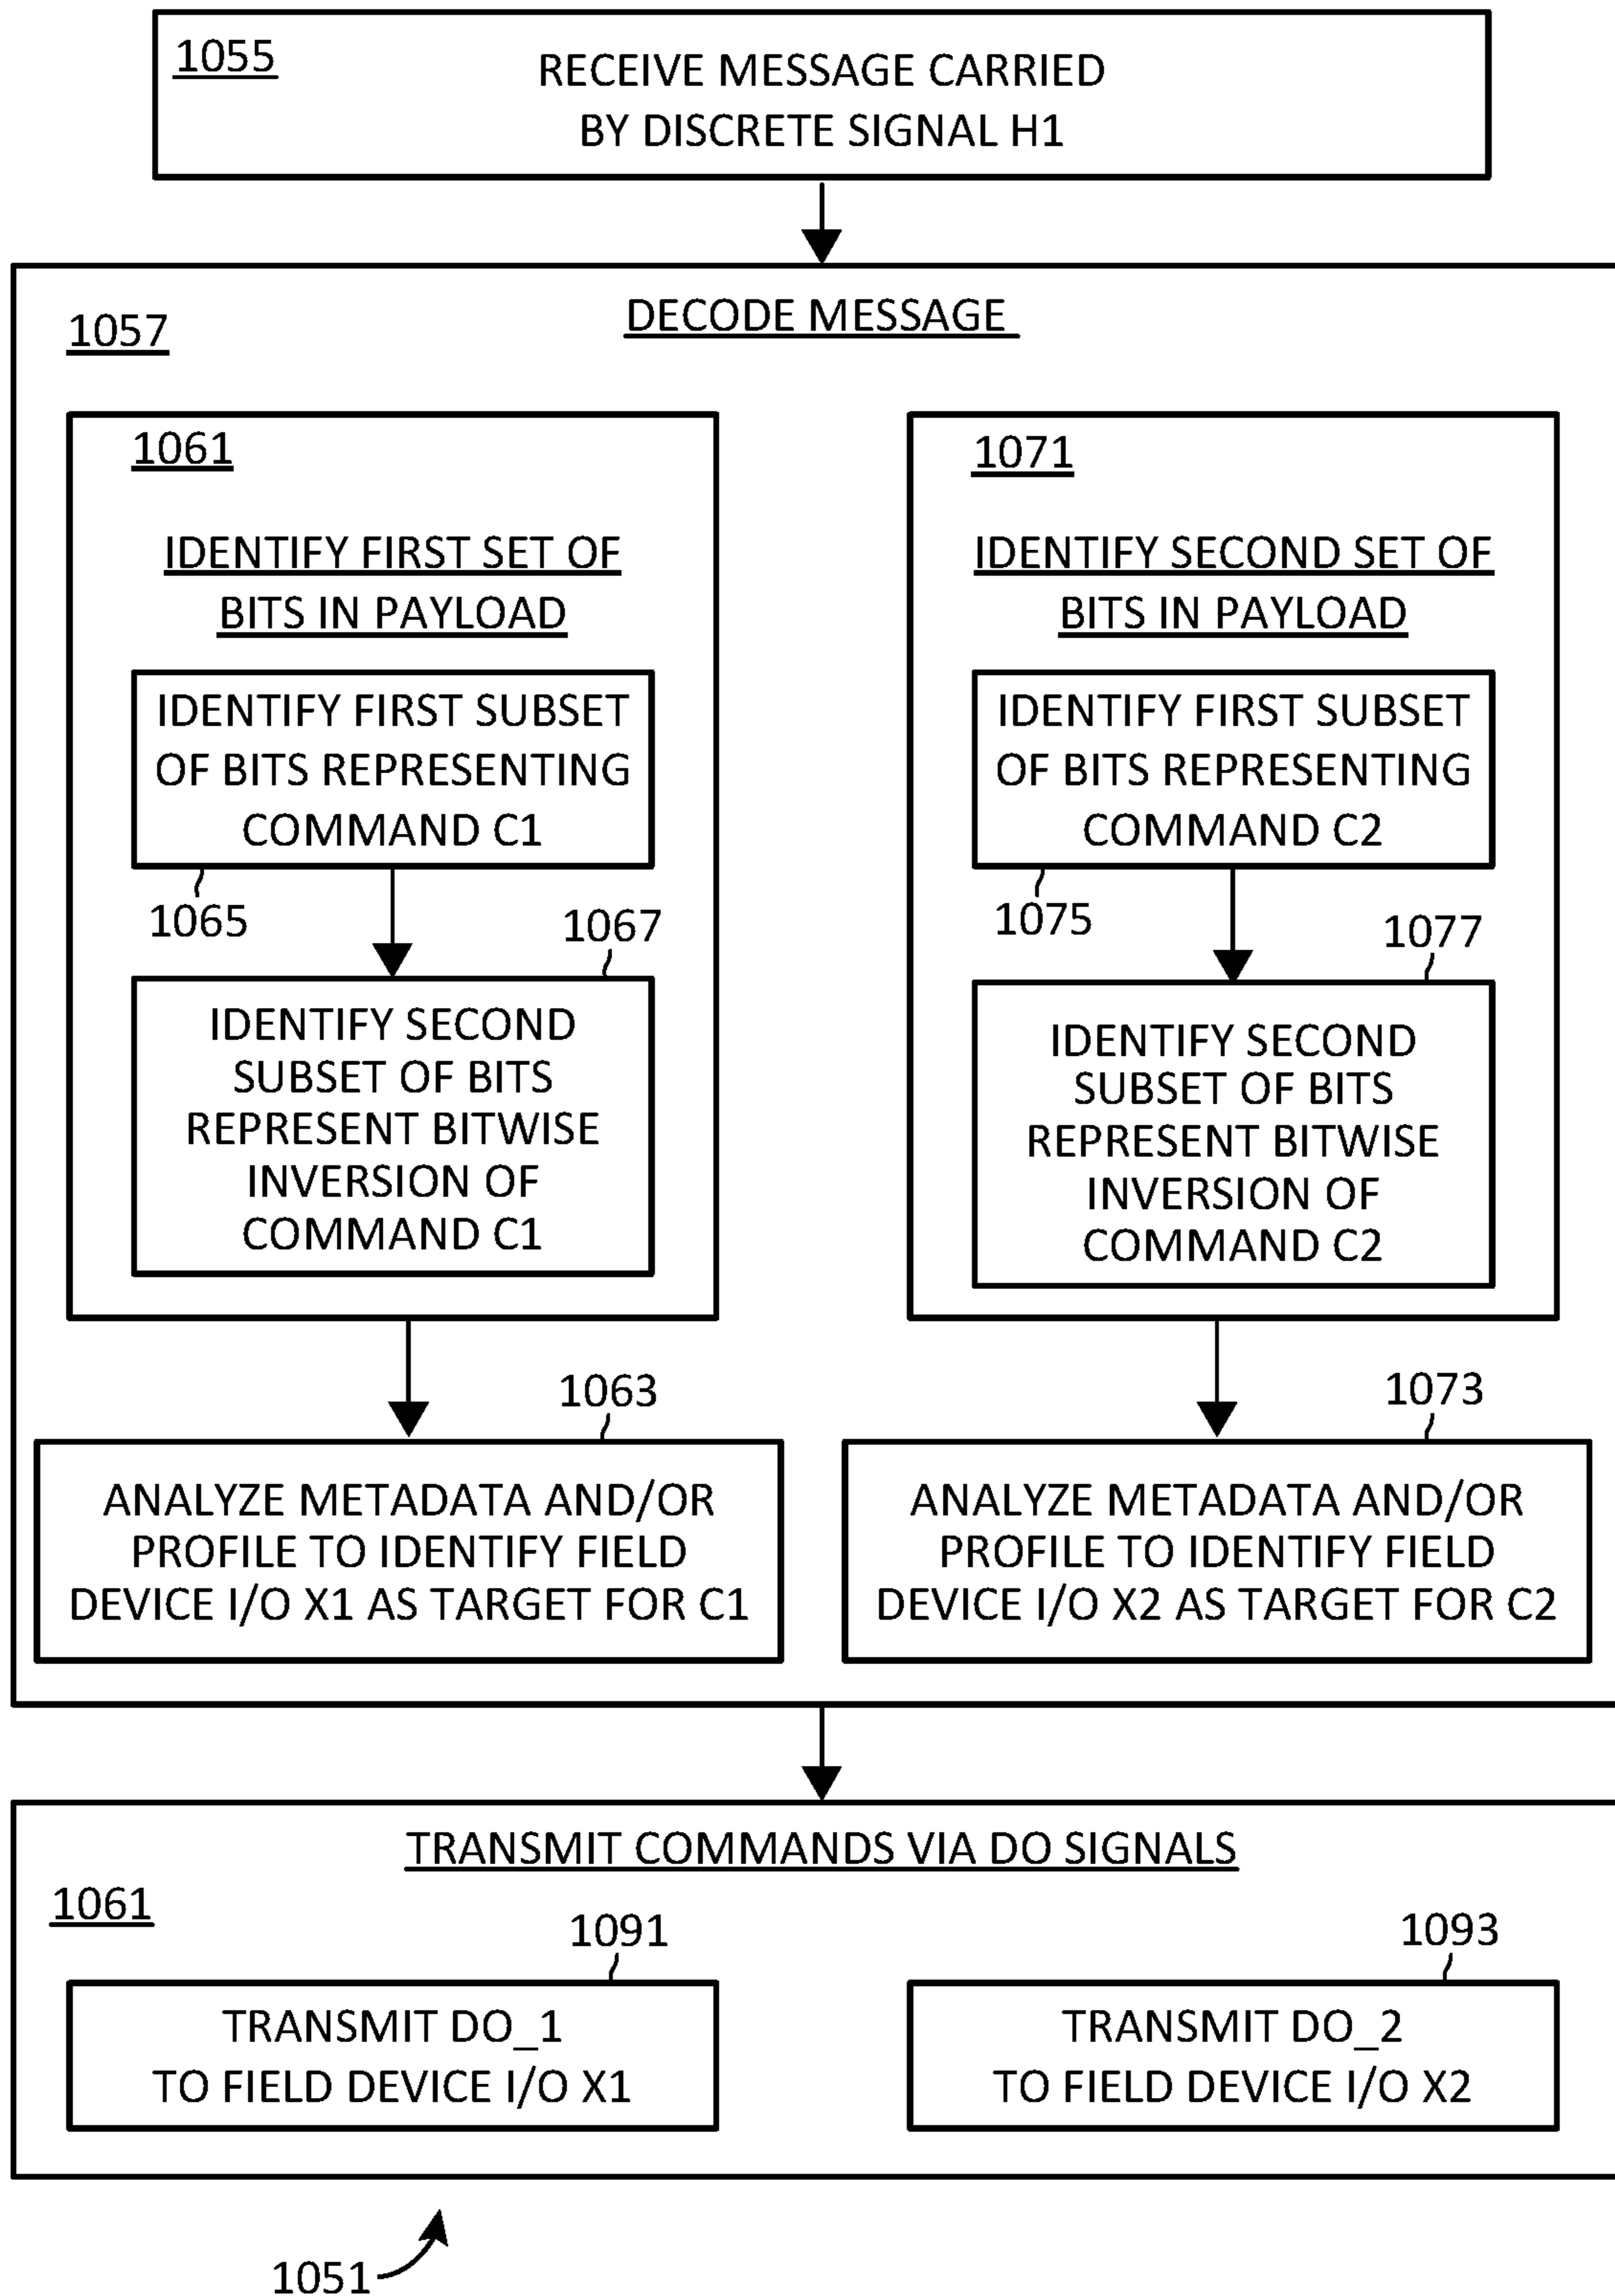 1055
RECEIVE MESSAGE CARRIED
BY DISCRETE SIGNAL H1
DECODE MESSAGE
1057
1061
IDENTIFY FIRST SET OF
BITS IN PAYLOAD
IDENTIFY FIRST SUBSET
OF BITS REPRESENTING
COMMAND C1
1065
1067
IDENTIFY SECOND
SUBSET OF BITS
REPRESENT BITWISE
INVERSION OF
COMMAND C1
1063
ANALYZE METADATA AND/OR
PROFILE TO IDENTIFY FIELD
DEVICE I/O X1 AS TARGET FOR C1
1071
IDENTIFY SECOND SET OF
BITS IN PAYLOAD
IDENTIFY FIRST SUBSET
OF BITS REPRESENTING
COMMAND C2
1075
1077
IDENTIFY SECOND
SUBSET OF BITS
REPRESENT BITWISE
INVERSION OF
COMMAND C2
1073
ANALYZE METADATA AND/OR
PROFILE TO IDENTIFY FIELD
DEVICE I/O X2 AS TARGET FOR C2
TRANSMIT COMMANDS VIA DO SIGNALS
1061
1091
TRANSMIT DO_1
TO FIELD DEVICE I/O X1
1093
TRANSMIT DO_2
TO FIELD DEVICE I/O X2
1051